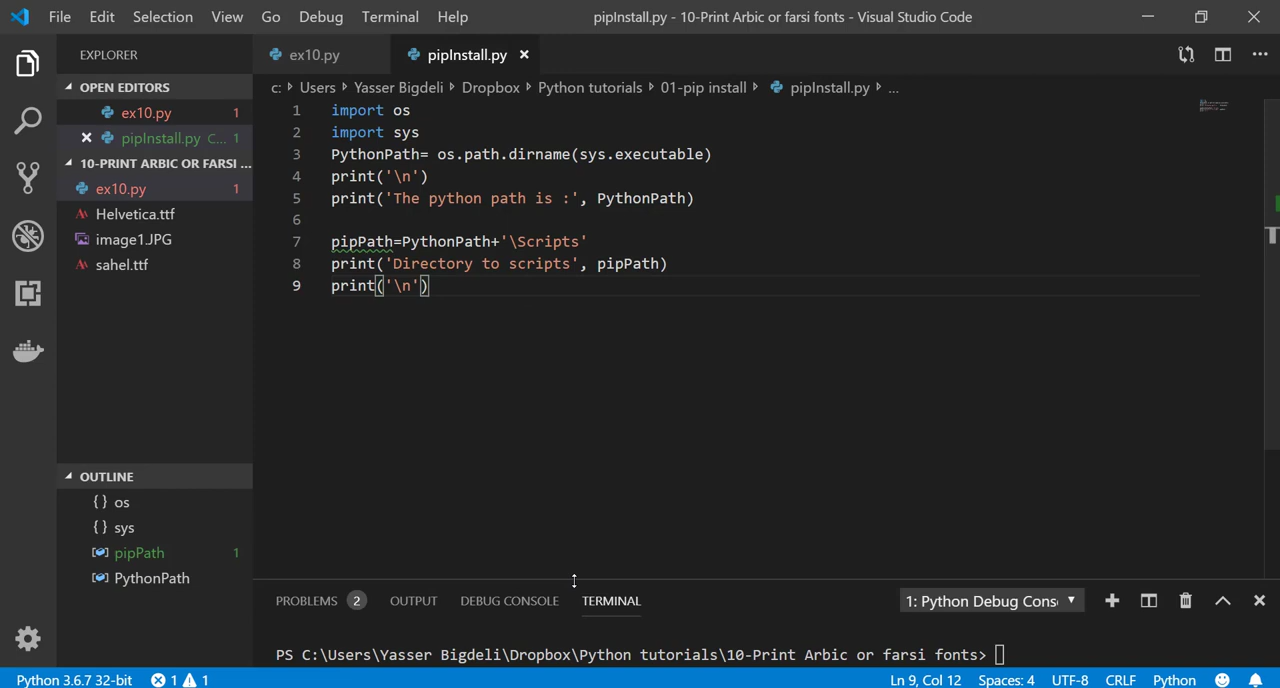 File Edit Selection View Go Debug Terminal Help pipInstall.py - 10-Print Arbic or farsi fonts - Visual Studio Code
EXPLORER
OPEN EDITORS
ex10.py 1
pipInstall.py C... 1
10-PRINT ARBIC OR FARSI ...
ex10.py 1
Helvetica.ttf
image1.JPG
sahel.ttf
OUTLINE
{} os
{} sys
pipPath 1
PythonPath
ex10.py pipInstall.py
c: Users Yasser Bigdeli Dropbox Python tutorials 01-pip install pipInstall.py ...
1 import os
2 import sys
3 PythonPath= os.path.dirname(sys.executable)
4 print('\n')
5 print('The python path is :', PythonPath)
6
7 pipPath=PythonPath+'\Scripts'
8 print('Directory to scripts', pipPath)
9 print('\n')
PROBLEMS 2 OUTPUT DEBUG CONSOLE TERMINAL 1: Python Debug Conso
PS C:\Users\Yasser Bigdeli\Dropbox\Python tutorials\10-Print Arbic or farsi fonts>
Python 3.6.7 32-bit 1 1 Ln 9, Col 12 Spaces: 4 UTF-8 CRLF Python